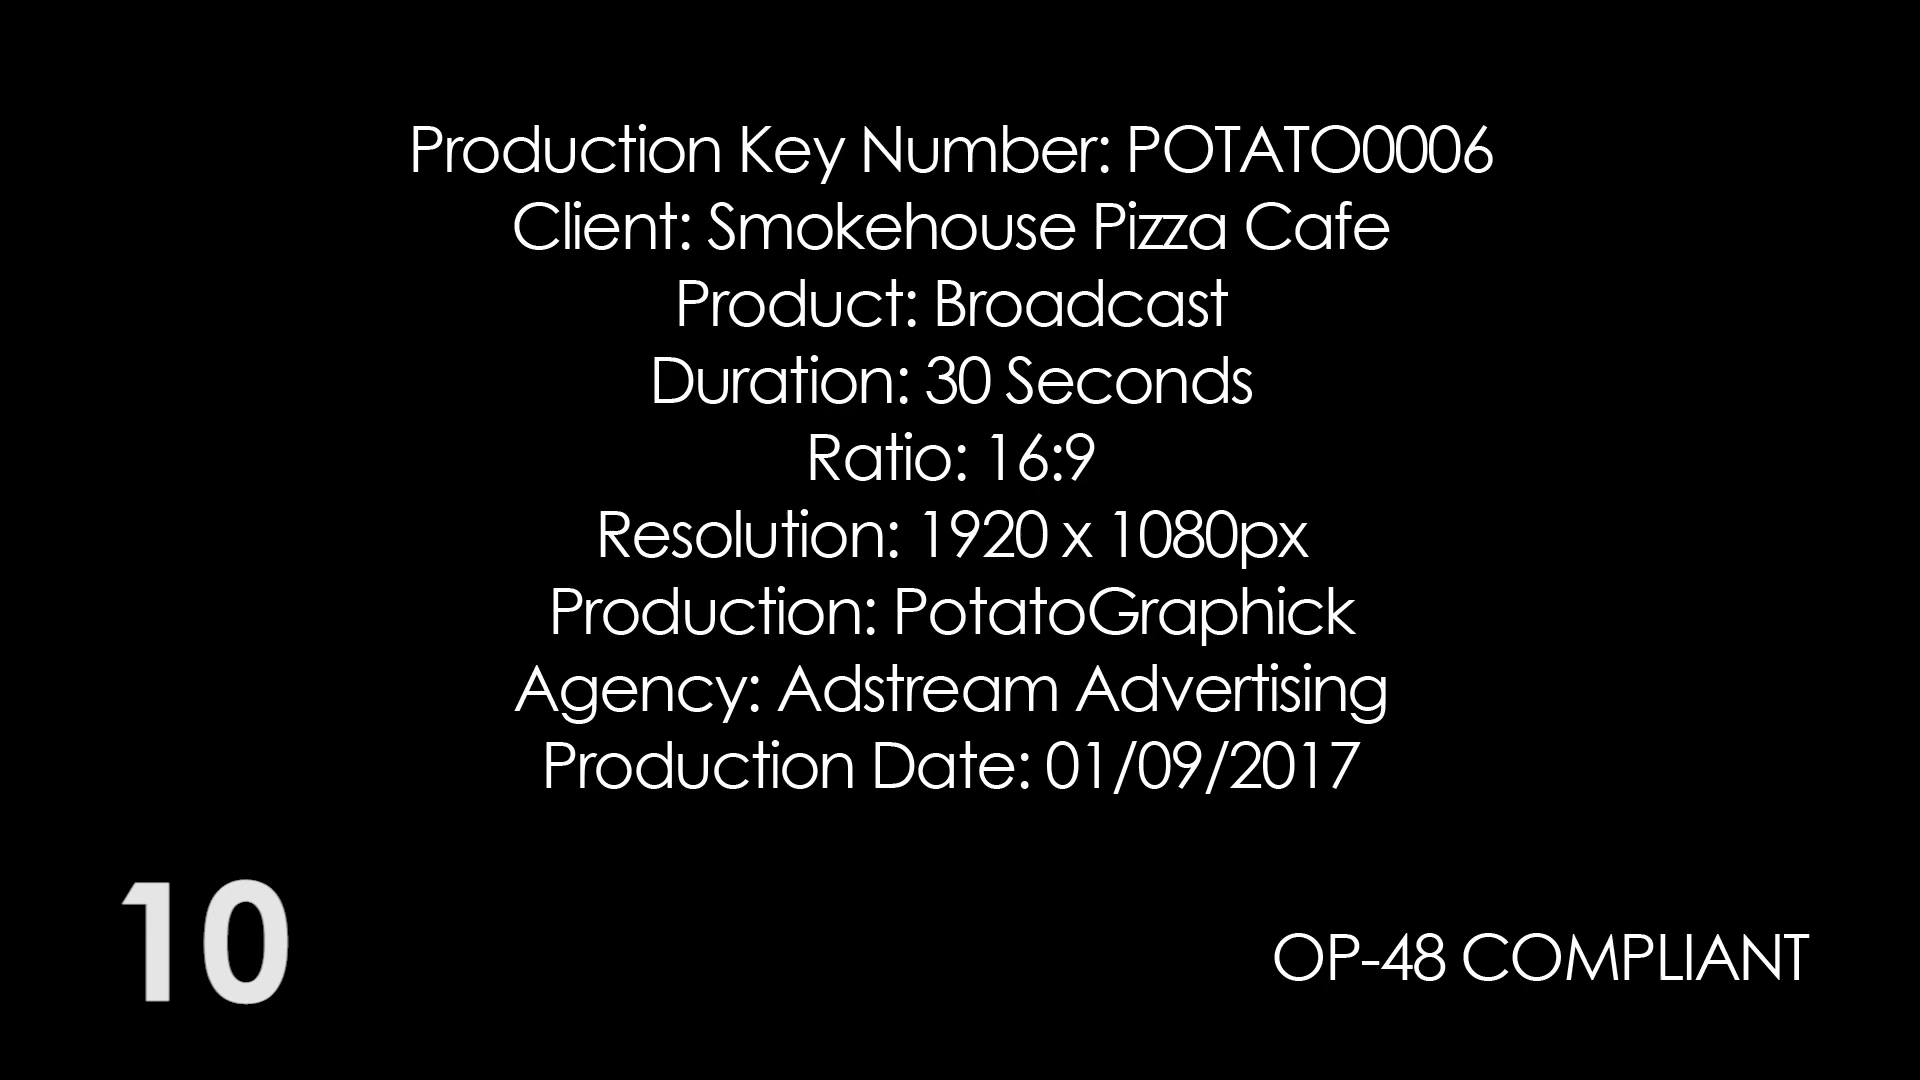 Production Key Number: POTATO0006
Client: Smokehouse Pizza Cafe
Product: Broadcast
Duration: 30 Seconds
Ratio: 16:9
Resolution: 1920 x 1080px
Production: PotatoGraphick
Agency: Adstream Advertising
Production Date: 01/09/2017
10
OP-48 COMPLIANT